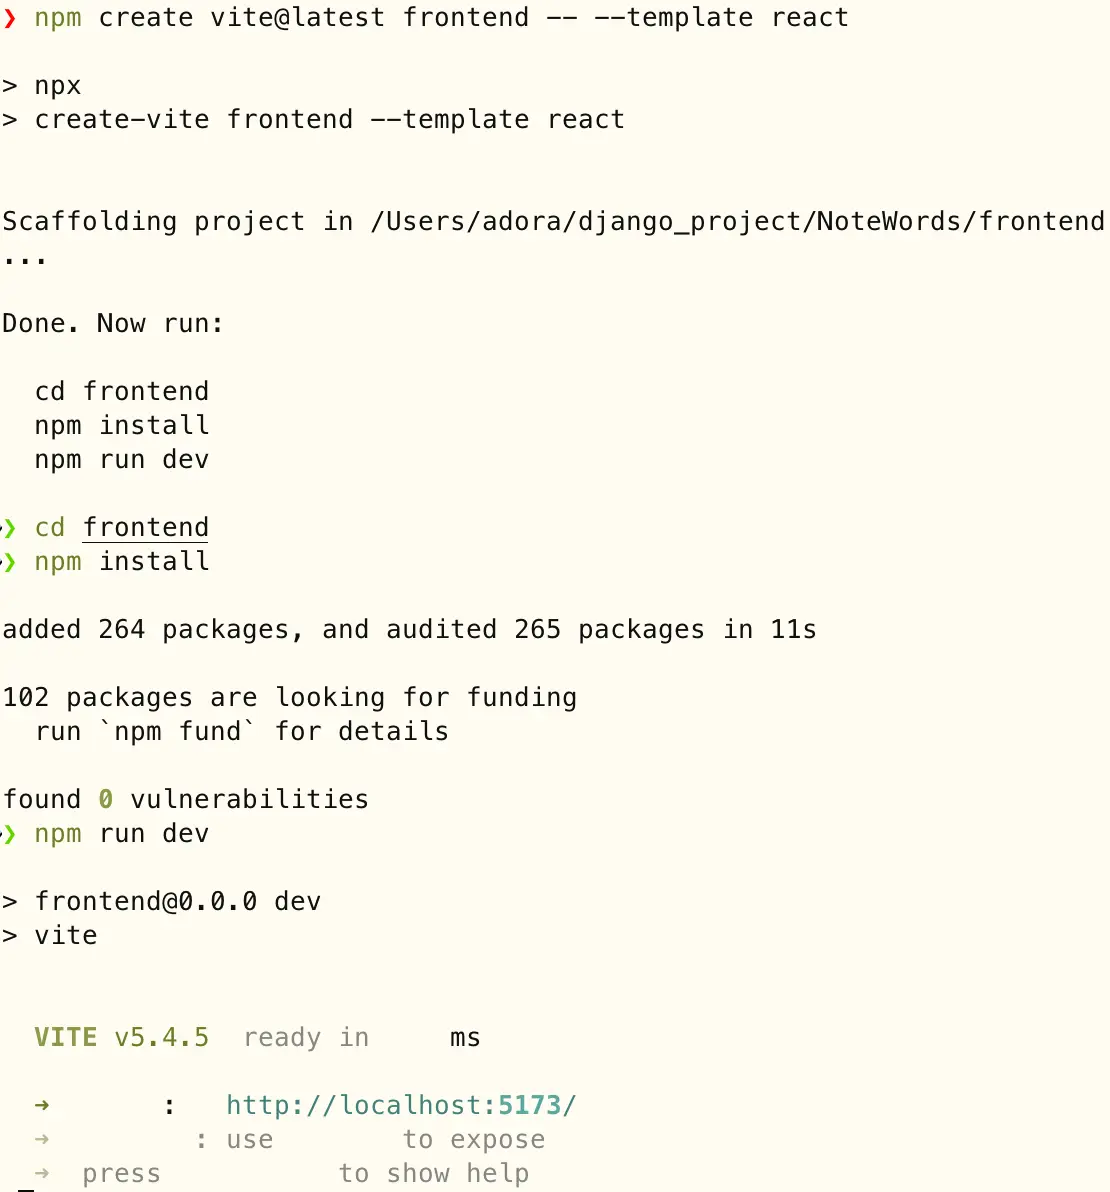 ❯ npm create vite@latest frontend -- --template react
> npx
> create-vite frontend --template react
Scaffolding project in /Users/adora/django_project/NoteWords/frontend
...
Done. Now run:
cd frontend
npm install
npm run dev
❯ cd frontend
❯ npm install
added 264 packages, and audited 265 packages in 11s
102 packages are looking for funding
run `npm fund` for details
found 0 vulnerabilities
❯ npm run dev
> frontend@0.0.0 dev
> vite
VITE v5.4.5 ready in ms
➜ : http://localhost:5173/
➜ : use to expose
➜ press to show help